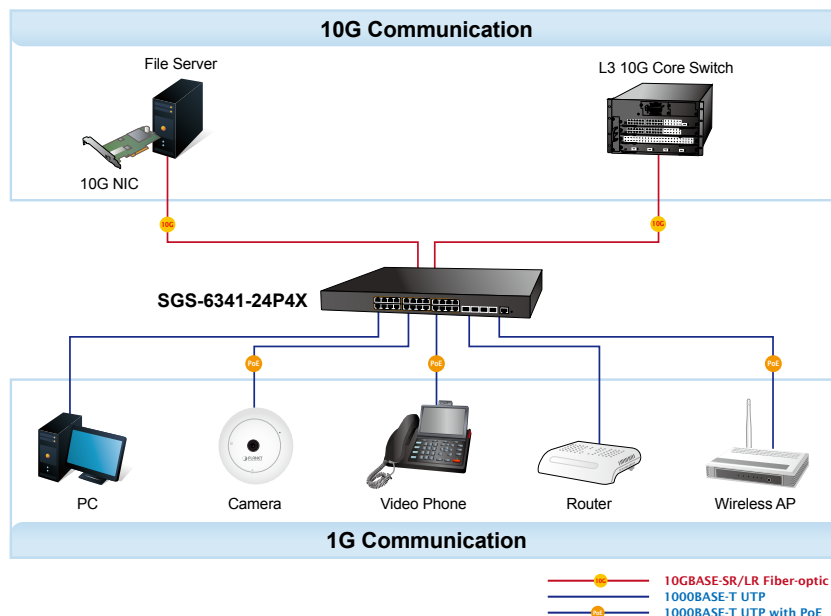 10G Communication
File Server
L3 10G Core Switch
10G NIC
10G
10G
SGS-6341-24P4X
PoE
PoE
PoE
PLANET
PC
Camera
Video Phone
Router
Wireless AP
1G Communication
10G
10GBASE-SR/LR Fiber-optic
1000BASE-T UTP
PoE
1000BASE-T UTP with PoE